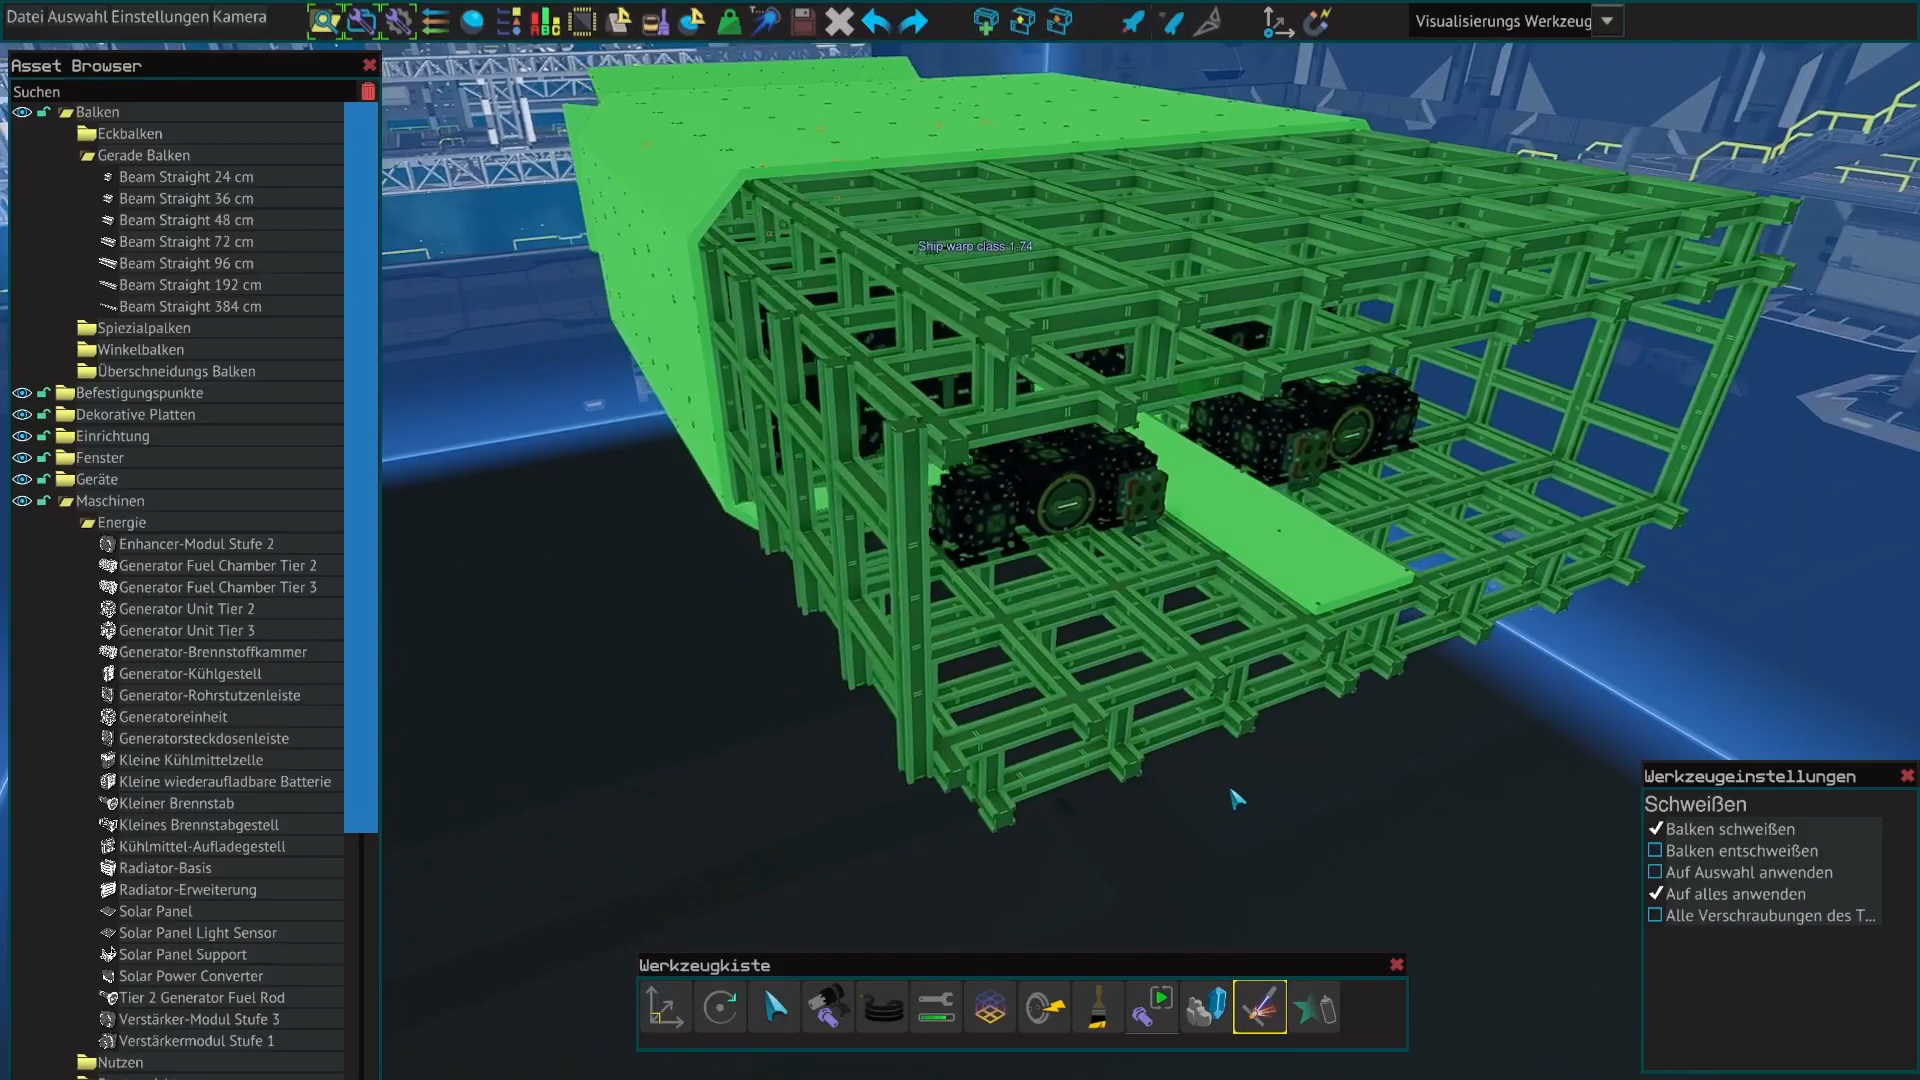 Datei Auswahl Einstellungen Kamera
Visualisierungs Werkzeug
Asset Browser
Suchen
Balken
Eckbalken
Gerade Balken
Beam Straight 24 cm
Beam Straight 36 cm
Beam Straight 48 cm
Beam Straight 72 cm
Beam Straight 96 cm
Beam Straight 192 cm
Beam Straight 384 cm
Spiezialpalken
Winkelbalken
Überschneidungs Balken
Befestigungspunkte
Dekorative Platten
Einrichtung
Fenster
Geräte
Maschinen
Energie
Enhancer-Modul Stufe 2
Generator Fuel Chamber Tier 2
Generator Fuel Chamber Tier 3
Generator Unit Tier 2
Generator Unit Tier 3
Generator-Brennstoffkammer
Generator-Kühlgestell
Generator-Rohrstutzenleiste
Generatoreinheit
Generatorsteckdosenleiste
Kleine Kühlmittelzelle
Kleine wiederaufladbare Batterie
Kleiner Brennstab
Kleines Brennstabgestell
Kühlmittel-Aufladegestell
Radiator-Basis
Radiator-Erweiterung
Solar Panel
Solar Panel Light Sensor
Solar Panel Support
Solar Power Converter
Tier 2 Generator Fuel Rod
Verstärker-Modul Stufe 3
Verstärkermodul Stufe 1
Nutzen
Ship warp class 1.74
Werkzeugeinstellungen
Schweißen
Balken schweißen
Balken entschweißen
Auf Auswahl anwenden
Auf alles anwenden
Alle Verschraubungen des T...
Werkzeugkiste